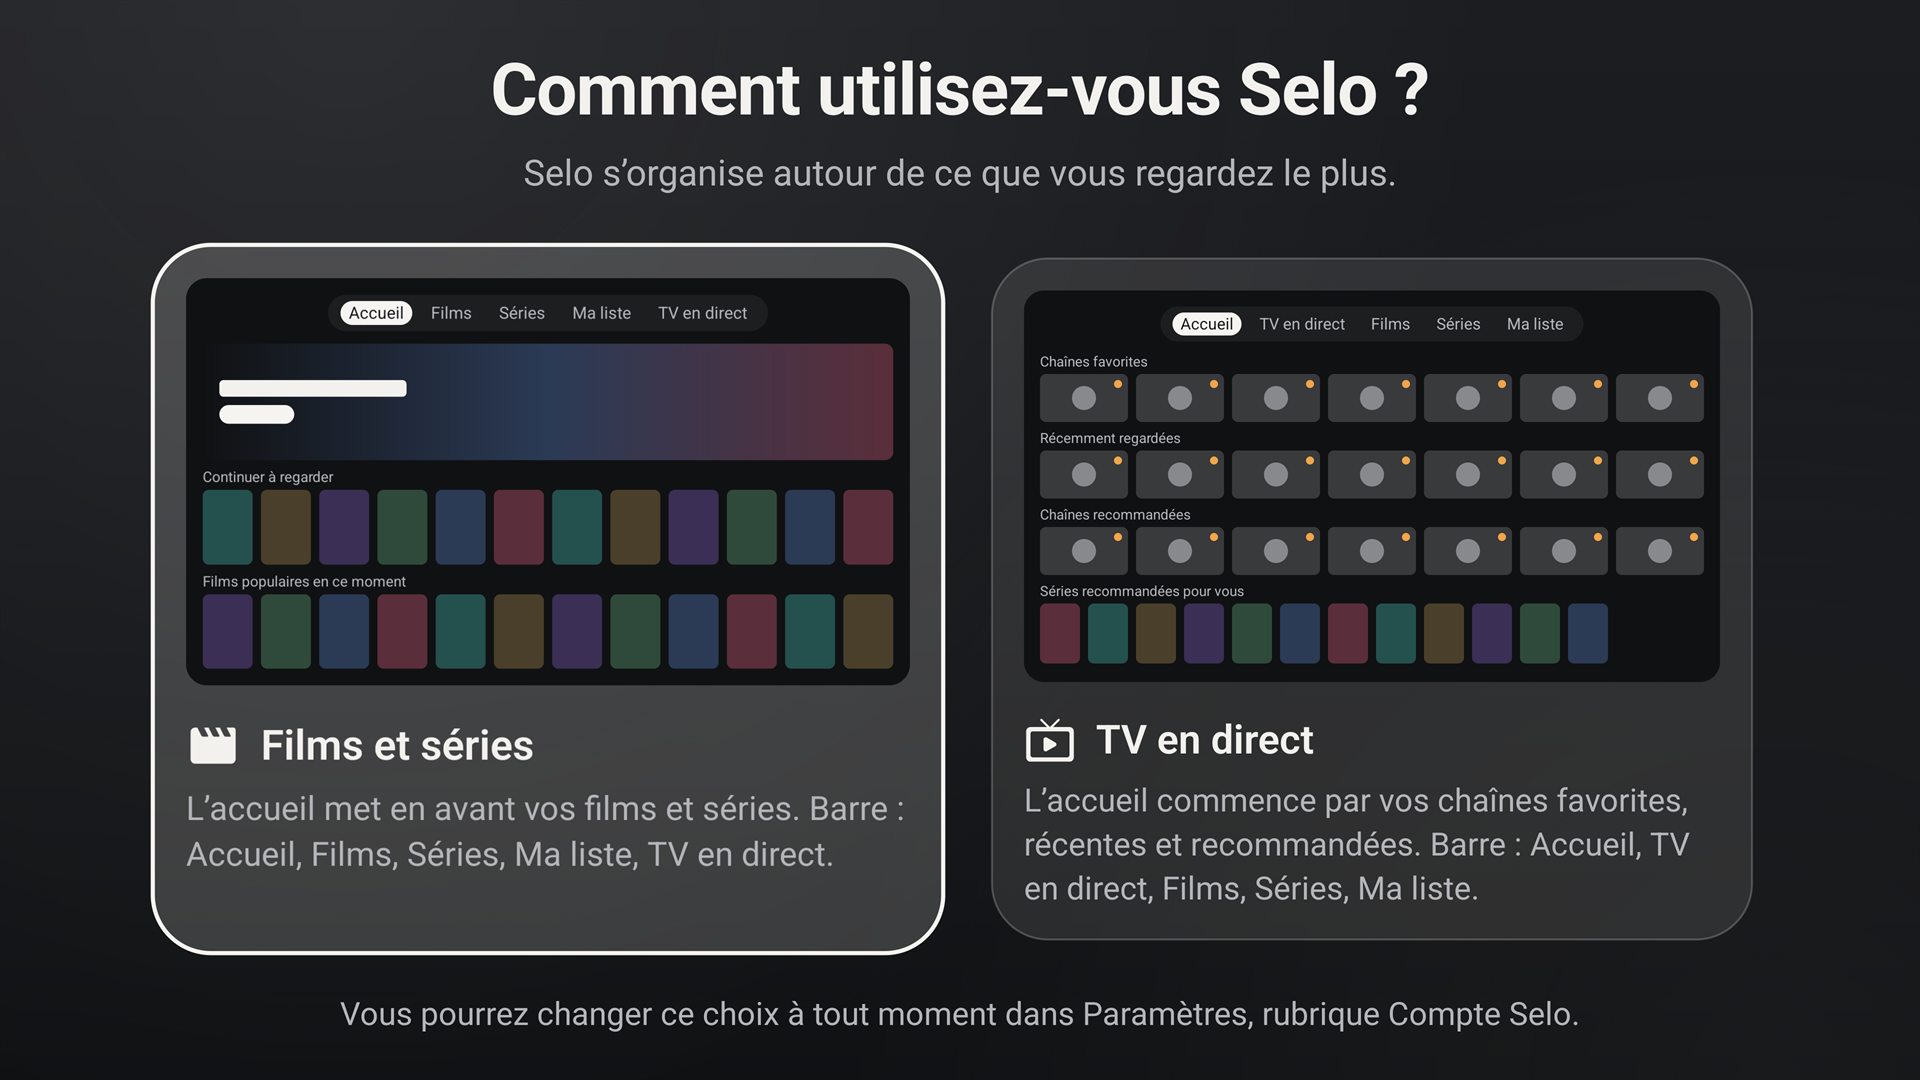 Comment utilisez-vous Selo ?
Selo s’organise autour de ce que vous regardez le plus.
Accueil Films Séries Ma liste TV en direct
Continuer à regarder
Films populaires en ce moment
Films et séries
L’accueil met en avant vos films et séries. Barre :
Accueil, Films, Séries, Ma liste, TV en direct.
Accueil TV en direct Films Séries Ma liste
Chaînes favorites
Récemment regardées
Chaînes recommandées
Séries recommandées pour vous
TV en direct
L’accueil commence par vos chaînes favorites,
récentes et recommandées. Barre : Accueil, TV
en direct, Films, Séries, Ma liste.
Vous pourrez changer ce choix à tout moment dans Paramètres, rubrique Compte Selo.